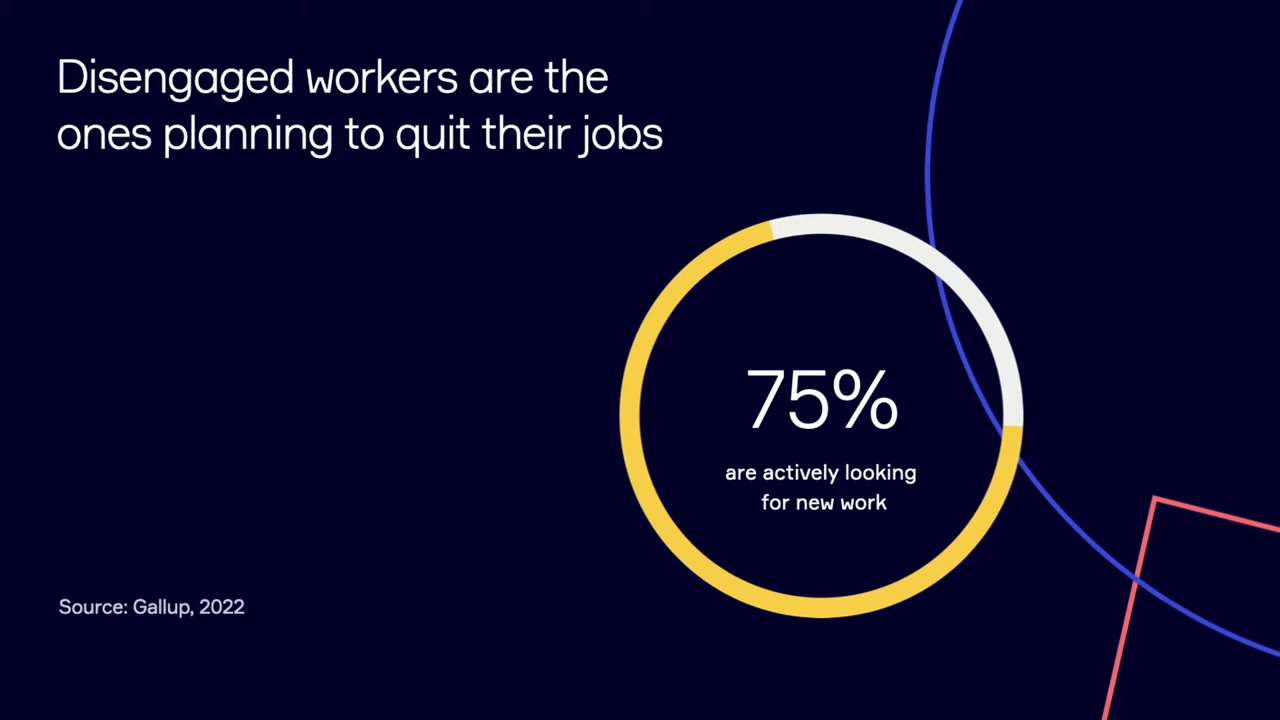 Disengaged workers are the
ones planning to quit their jobs
75%
are actively looking
for new work
Source: Gallup, 2022